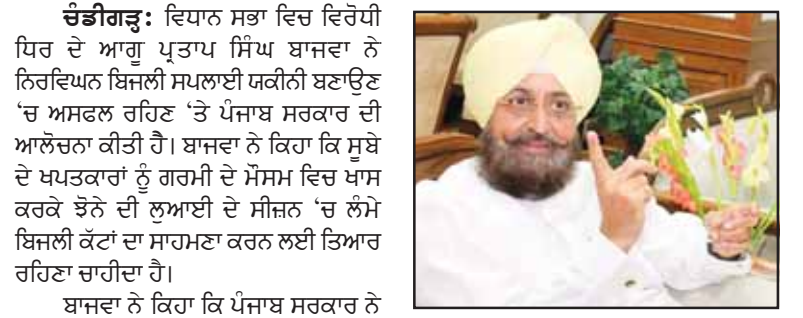 ਚੰਡੀਗੜ੍ਹ: ਵਿਧਾਨ ਸਭਾ ਵਿਚ ਵਿਰੋਧੀ
ਧਿਰ ਦੇ ਆਗੂ ਪ੍ਰਤਾਪ ਸਿੰਘ ਬਾਜਵਾ ਨੇ
ਨਿਰਵਿਘਨ ਬਿਜਲੀ ਸਪਲਾਈ ਯਕੀਨੀ ਬਣਾਉਣ
‘ਚ ਅਸਫਲ ਰਹਿਣ ‘ਤੇ ਪੰਜਾਬ ਸਰਕਾਰ ਦੀ
ਆਲੋਚਨਾ ਕੀਤੀ ਹੈ। ਬਾਜਵਾ ਨੇ ਕਿਹਾ ਕਿ ਸੂਬੇ
ਦੇ ਖਪਤਕਾਰਾਂ ਨੂੰ ਗਰਮੀ ਦੇ ਮੌਸਮ ਵਿਚ ਖਾਸ
ਕਰਕੇ ਝੋਨੇ ਦੀ ਲੁਆਈ ਦੇ ਸੀਜ਼ਨ ‘ਚ ਲੰਮੇ
ਬਿਜਲੀ ਕੱਟਾਂ ਦਾ ਸਾਹਮਣਾ ਕਰਨ ਲਈ ਤਿਆਰ
ਰਹਿਣਾ ਚਾਹੀਦਾ ਹੈ।
ਬਾਜਵਾ ਨੇ ਕਿਹਾ ਕਿ ਪੰਜਾਬ ਸਰਕਾਰ ਨੇ